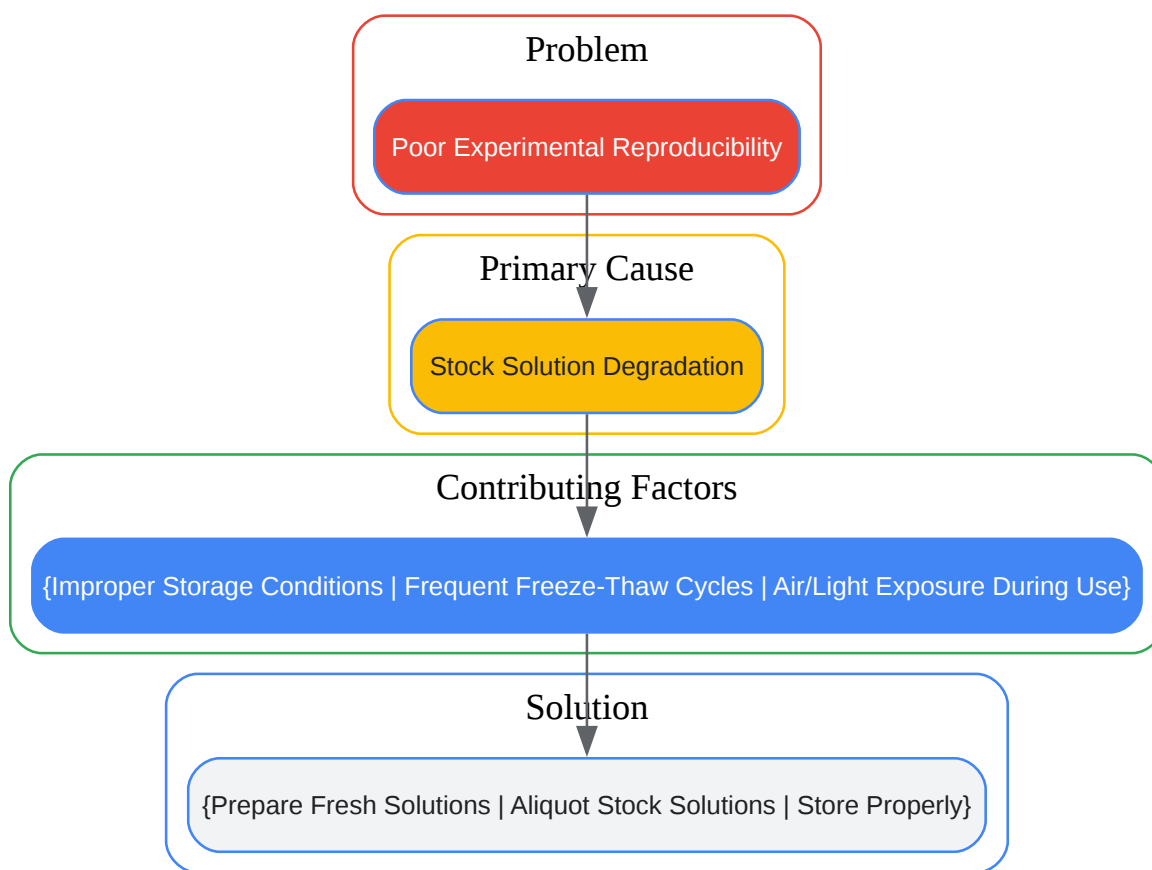 Problem
Poor Experimental Reproducibility
Primary Cause
Stock Solution Degradation
Contributing Factors
{Improper Storage Conditions | Frequent Freeze-Thaw Cycles | Air/Light Exposure During Use}
Solution
{Prepare Fresh Solutions | Aliquot Stock Solutions | Store Properly}